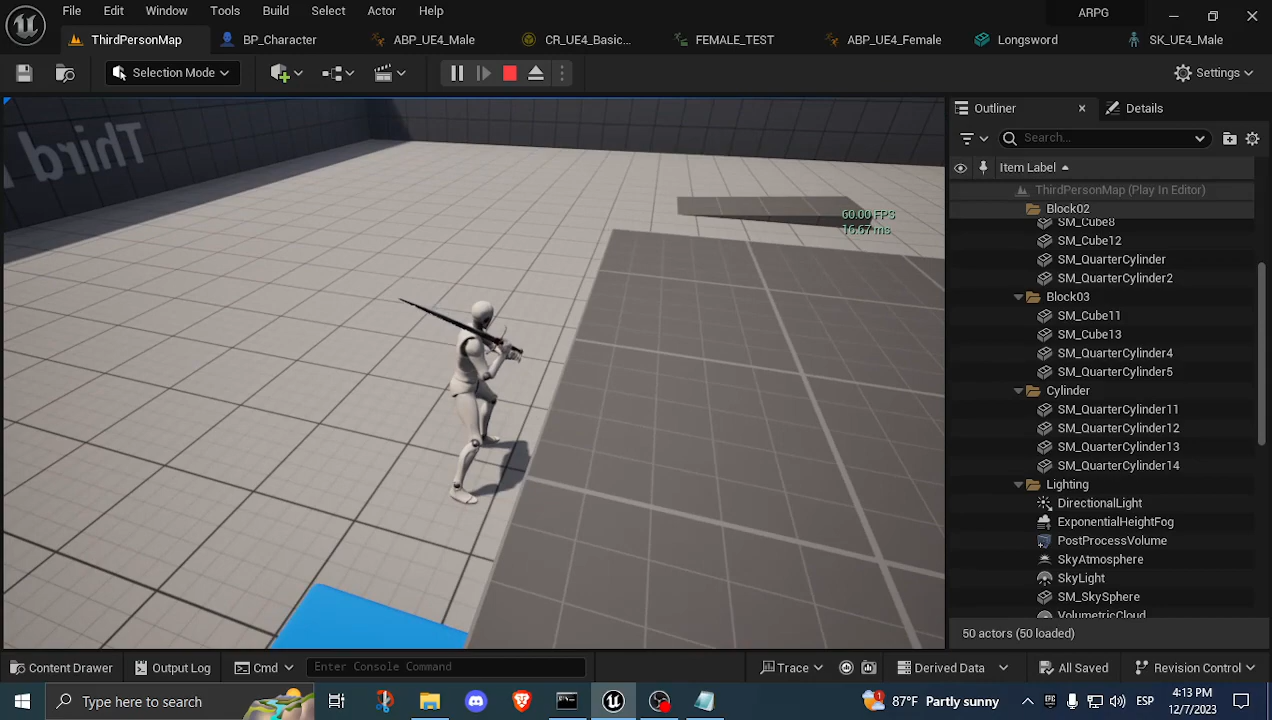 File Edit Window Tools Build Select Actor Help
ARPG
ThirdPersonMap BP_Character ABP_UE4_Male CR_UE4_Basic... FEMALE_TEST ABP_UE4_Female Longsword SK_UE4_Male
Selection Mode
Settings
Third
60.00 FPS
16.67 ms
Outliner
Details
Search...
Item Label
ThirdPersonMap (Play In Editor)
Block02
SM_Cube8
SM_Cube12
SM_QuarterCylinder
SM_QuarterCylinder2
Block03
SM_Cube11
SM_Cube13
SM_QuarterCylinder4
SM_QuarterCylinder5
Cylinder
SM_QuarterCylinder11
SM_QuarterCylinder12
SM_QuarterCylinder13
SM_QuarterCylinder14
Lighting
DirectionalLight
ExponentialHeightFog
PostProcessVolume
SkyAtmosphere
SkyLight
SM_SkySphere
VolumetricCloud
50 actors (50 loaded)
Content Drawer Output Log Cmd Enter Console Command Trace Derived Data All Saved Revision Control
Type here to search
1
87°F Partly sunny
ESP
4:13 PM
12/7/2023